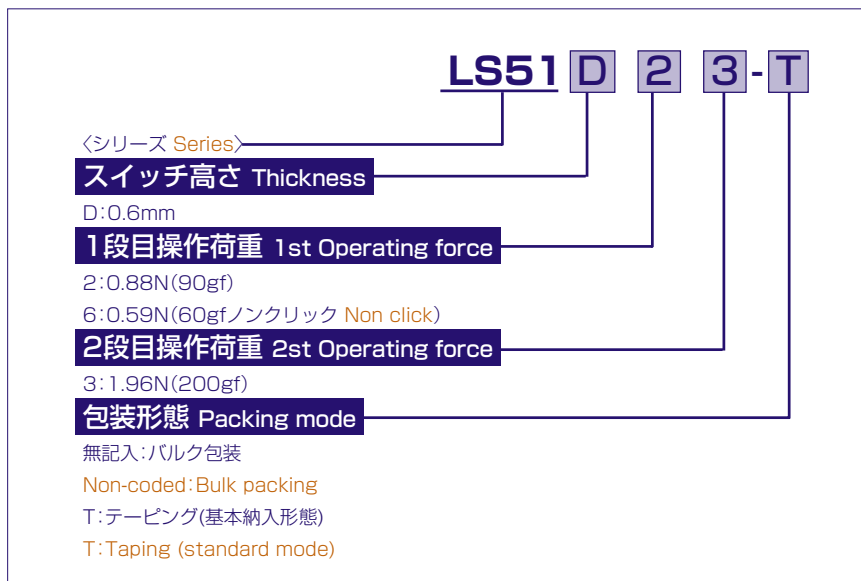 LS51 D 2 3 - T
〈シリーズ Series〉
スイッチ高さ Thickness
D:0.6mm
1段目操作荷重 1st Operating force
2:0.88N(90gf)
6:0.59N(60gfノンクリック Non click)
2段目操作荷重 2st Operating force
3:1.96N(200gf)
包装形態 Packing mode
無記入:バルク包装
Non-coded:Bulk packing
T:テーピング(基本納入形態)
T:Taping (standard mode)